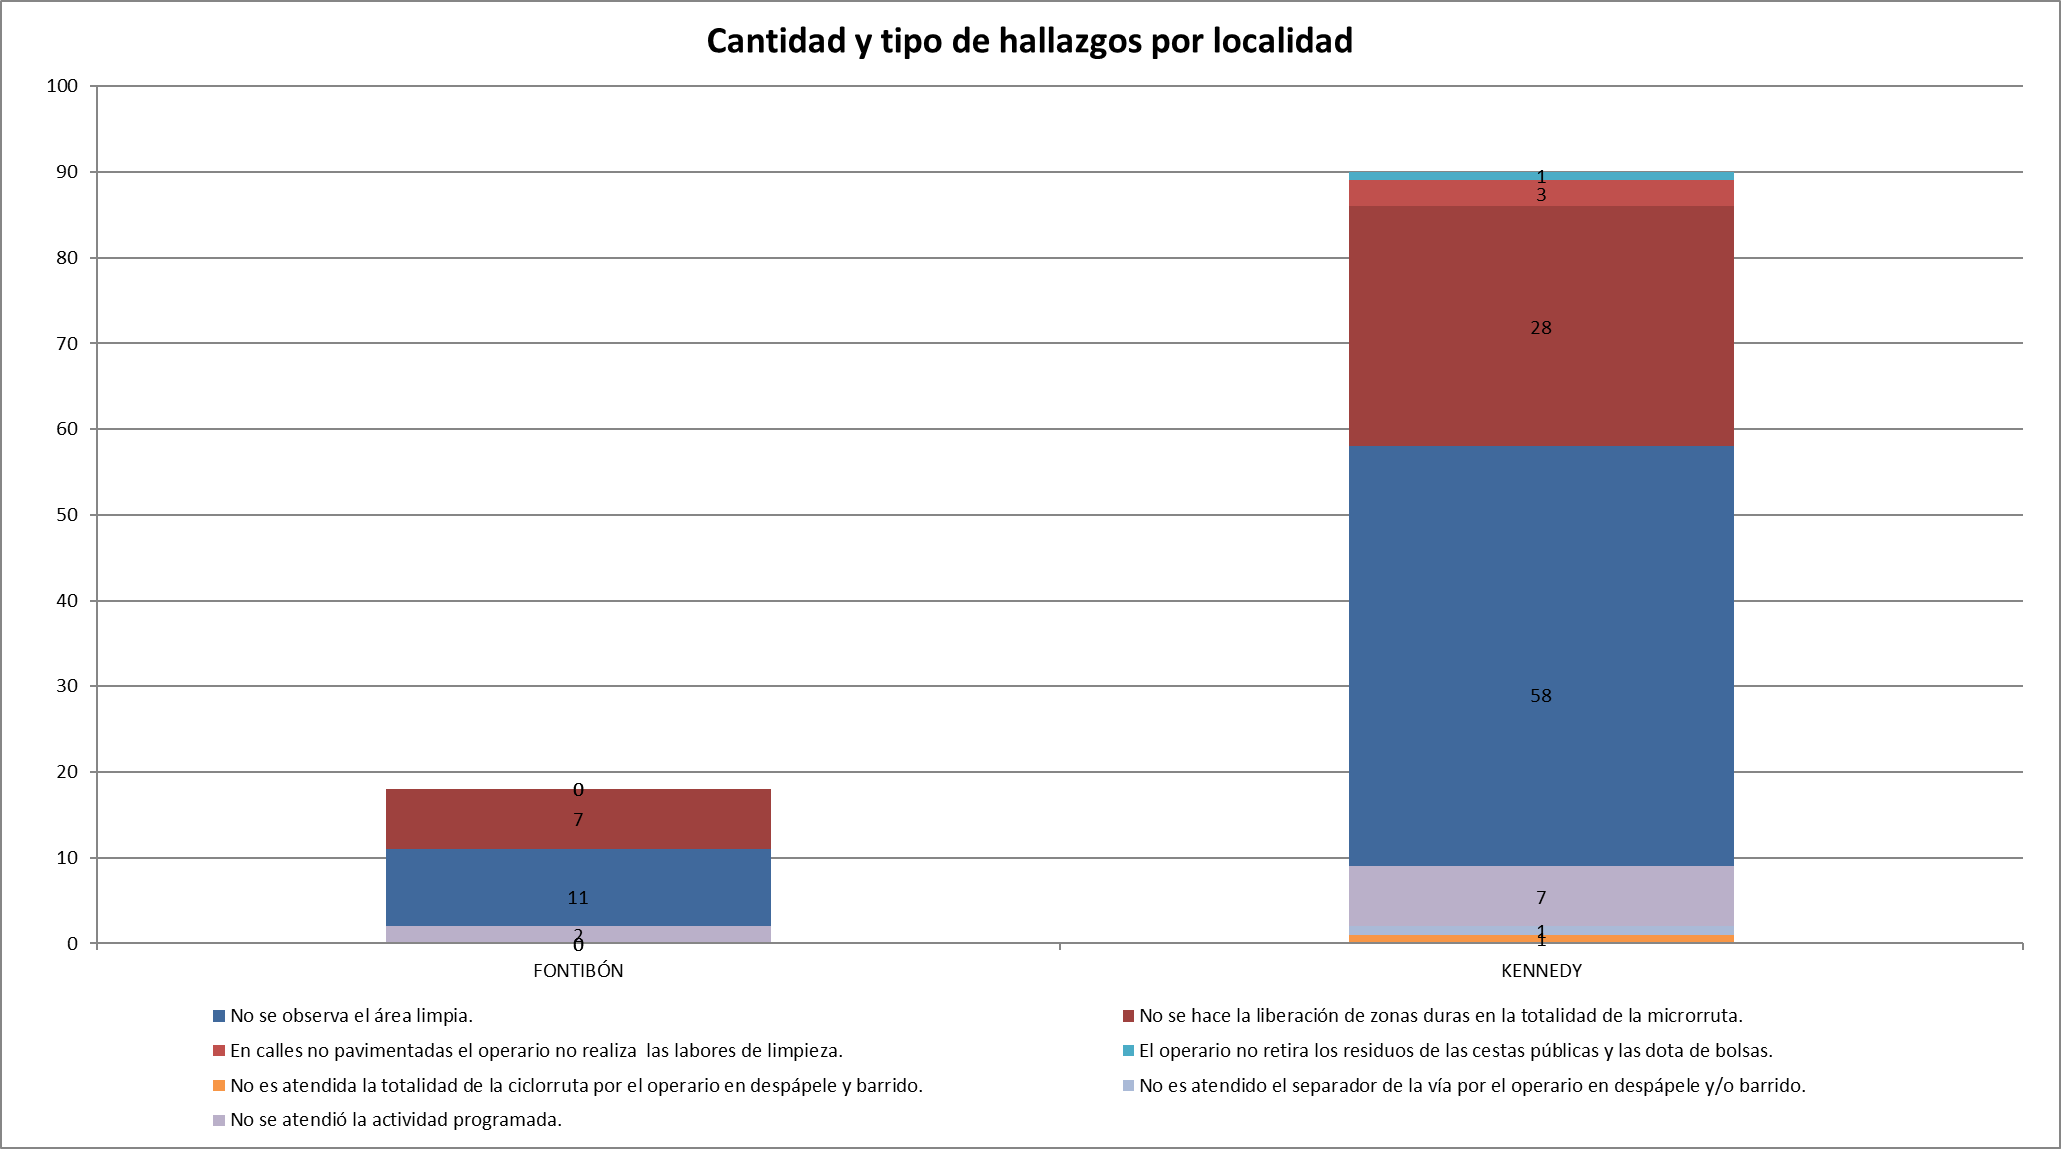 Cantidad y tipo de hallazgos por localidad
100
90
80
70
60
50
40
30
20
10
0
0
7
11
2
0
1
3
28
58
7
1
1
FONTIBÓN
KENNEDY
No se observa el área limpia.
No se hace la liberación de zonas duras en la totalidad de la microrruta.
En calles no pavimentadas el operario no realiza  las labores de limpieza.
El operario no retira los residuos de las cestas públicas y las dota de bolsas.
No es atendida la totalidad de la ciclorruta por el operario en despápele y barrido.
No es atendido el separador de la vía por el operario en despápele y/o barrido.
No se atendió la actividad programada.